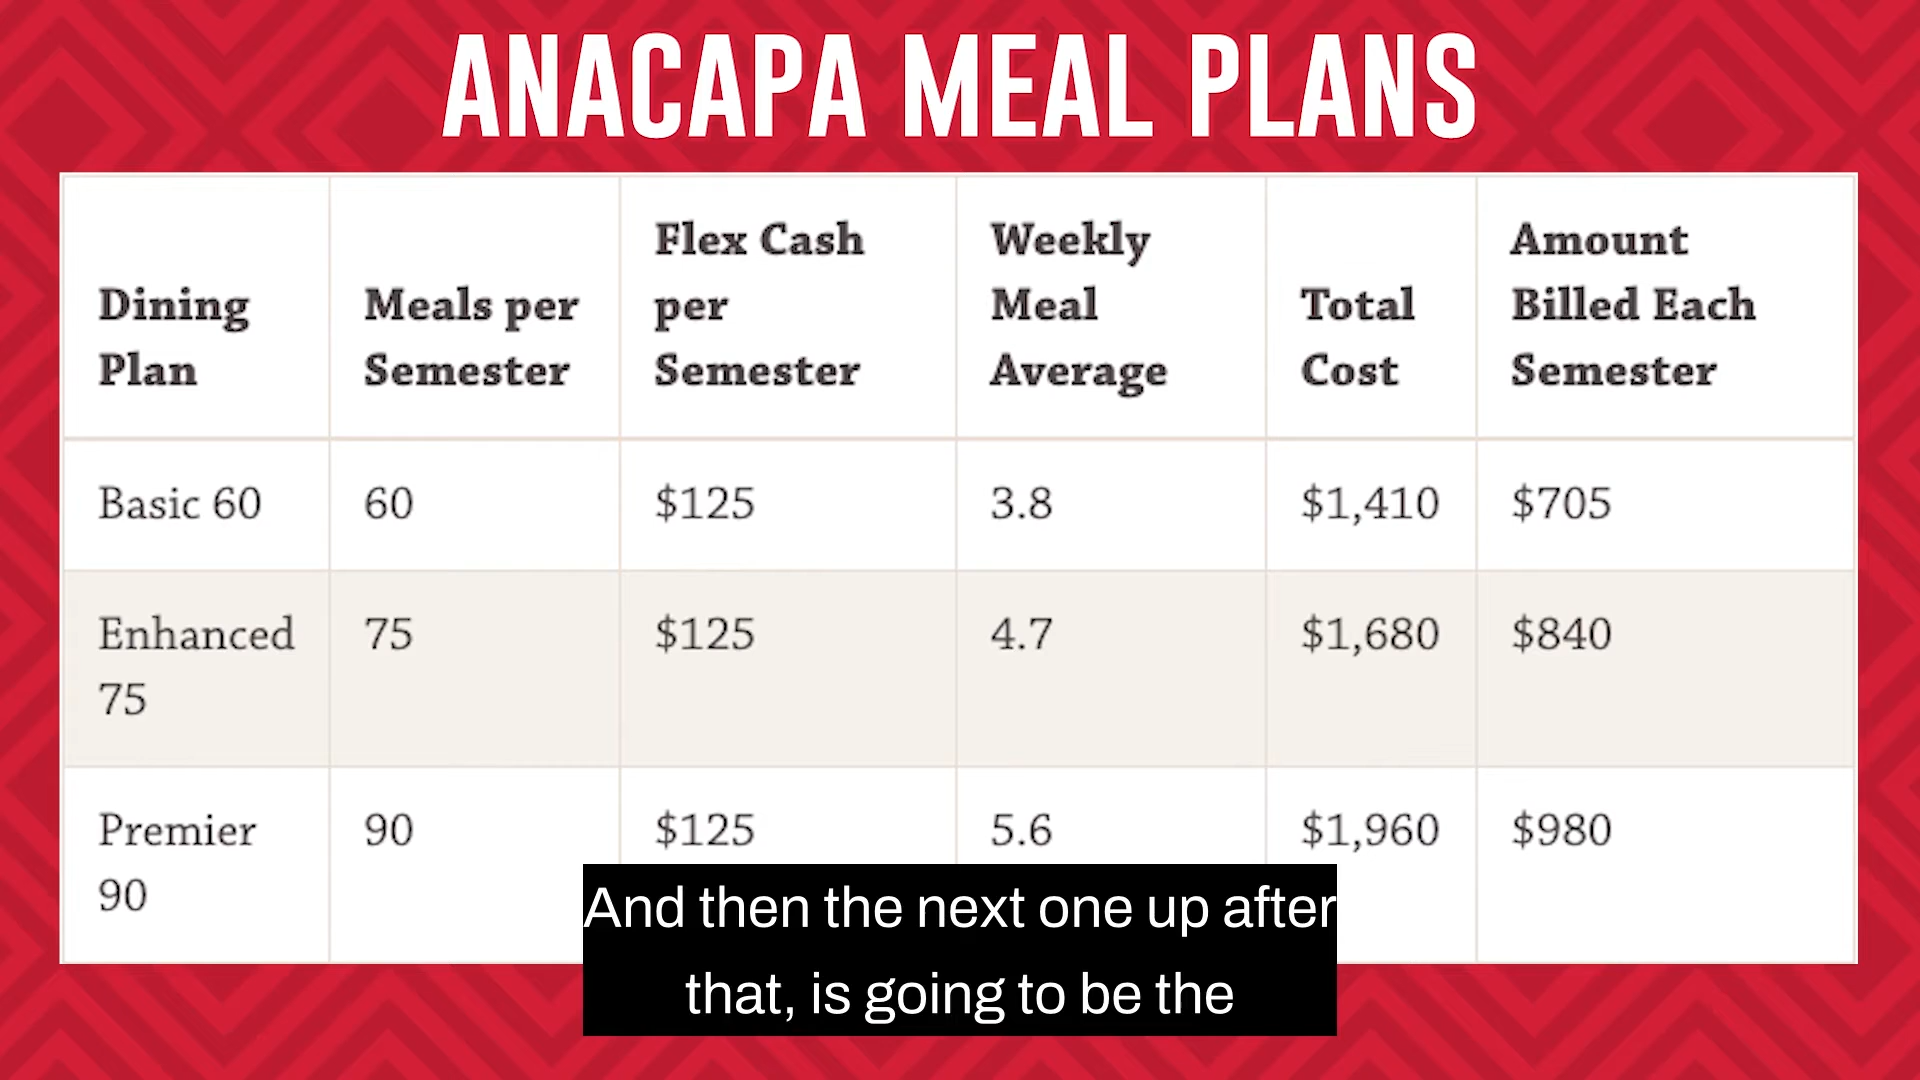 ANACAPA MEAL PLANS
Dining Plan
Meals per Semester
Flex Cash per Semester
Weekly Meal Average
Total Cost
Amount Billed Each Semester
Basic 60 60 $125 3.8 $1,410 $705
Enhanced 75 75 $125 4.7 $1,680 $840
Premier 90 90 $125 5.6 $1,960 $980
And then the next one up after
that, is going to be the